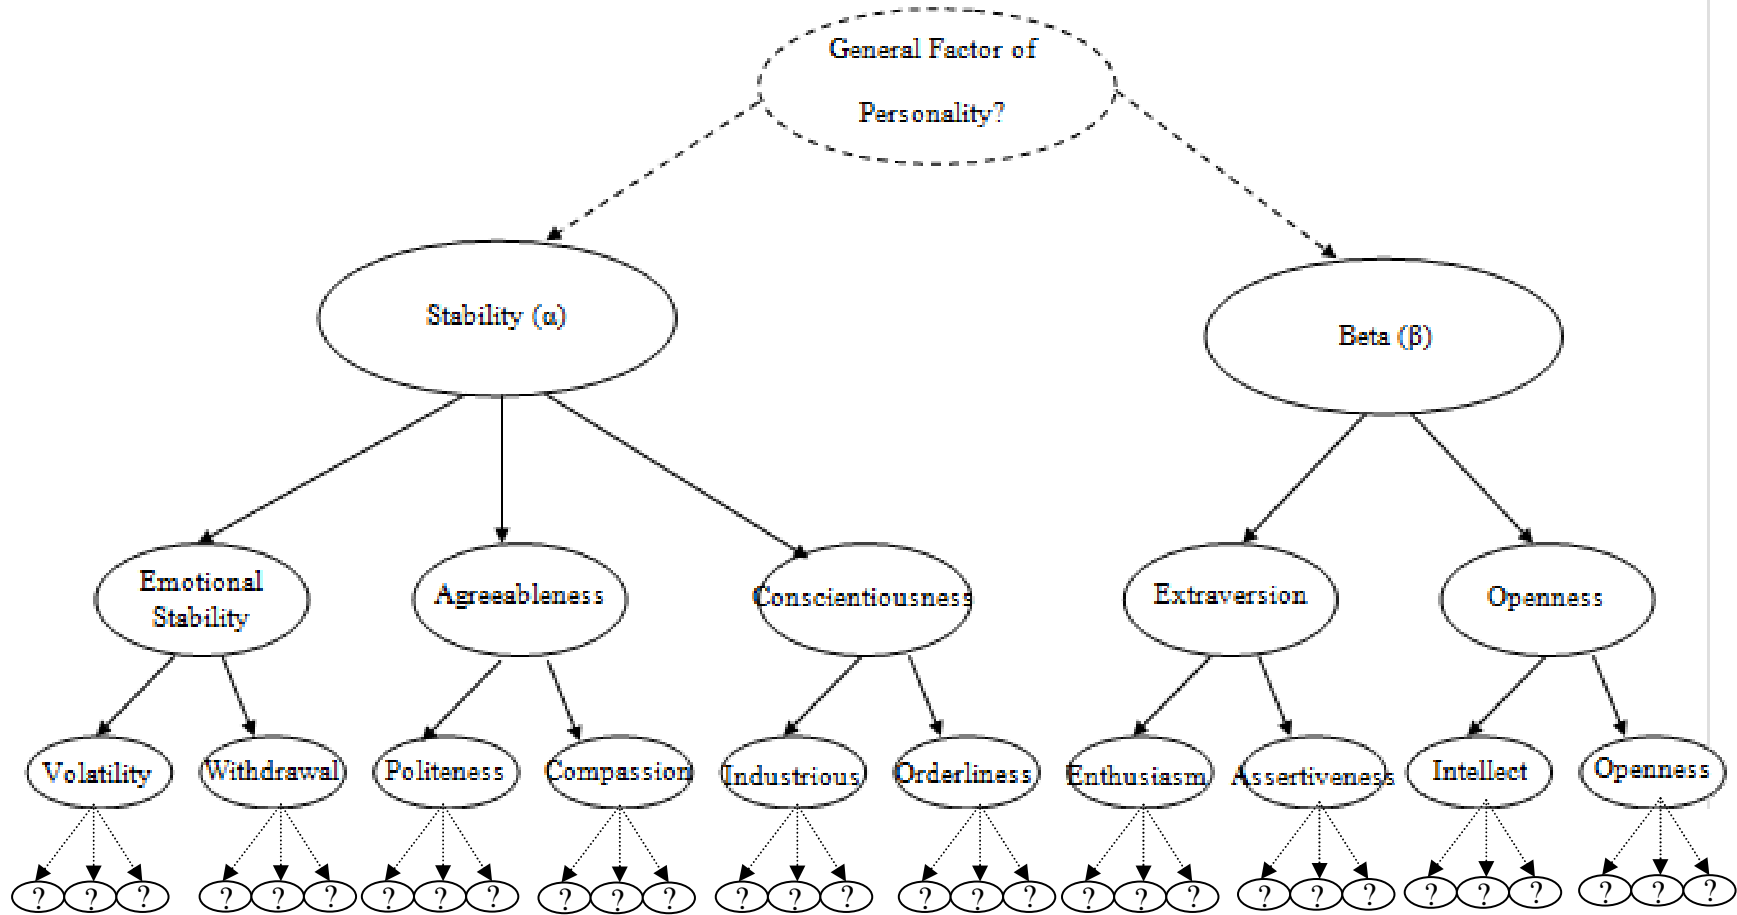 General Factor of
Personality?
Stability (α)
Beta (β)
Emotional
Stability
Agreeableness
Conscientiousness
Extraversion
Openness
Volatility
Withdrawal
Politeness
Compassion
Industrious
Orderliness
Enthusiasm
Assertiveness
Intellect
Openness
? ? ? ? ? ? ? ? ? ? ? ? ? ? ? ? ? ? ? ? ? ? ? ? ? ? ? ? ? ?